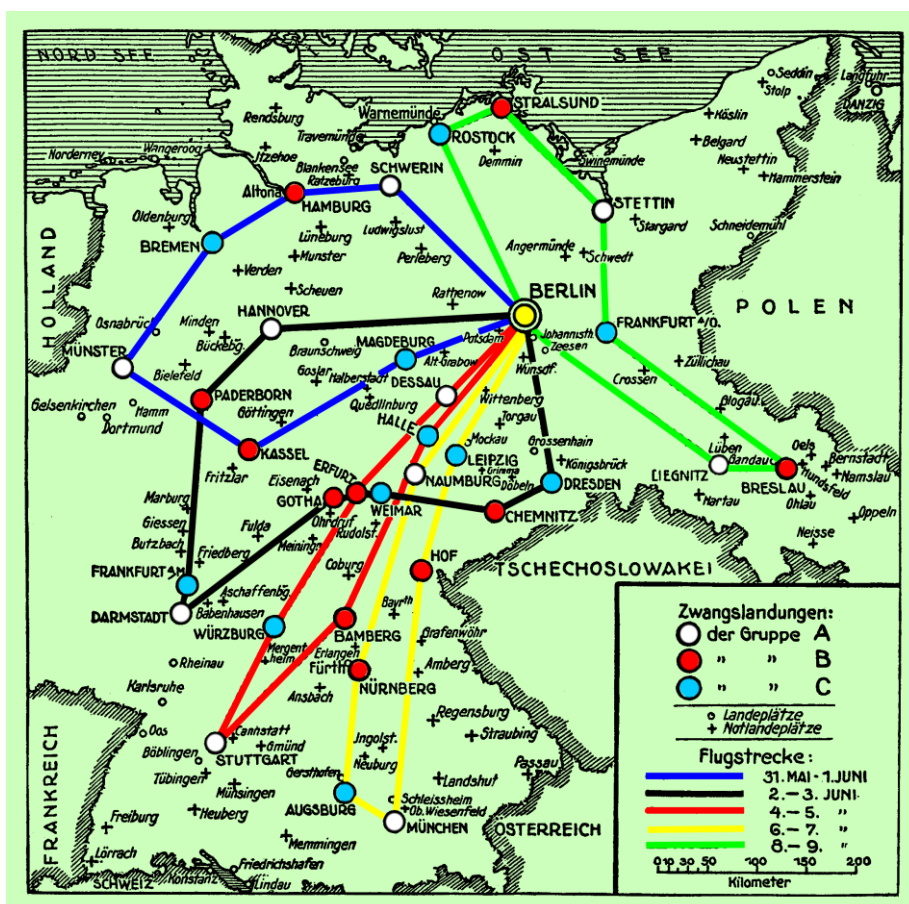 NORD SEE
OST SEE
Seddin
Stolp
Langfuhr
DANZIG
Rendsburg
Warnemünde
STRALSUND
Köslin
Travemünde
ROSTOCK
Belgard
Wangeroog
Jtzehoe
Demmin
Swinemünde
Neustettin
Norderney
Blankensee
Ratzeburg
SCHWERIN
Hammerstein
Altona
HAMBURG
STETTIN
Stargard
Oldenburg
Ludwigslust
Schneidemühl
BREMEN
Lüneburg
Munster
Perleberg
Angermünde
Schwedt
HOLLAND
Verden
Scheuen
Rathenow
BERLIN
POLEN
HANNOVER
Osnabrück
Minden
Bückebg.
Potsdam
Johannisth.
Zeesen
FRANKFURT a/O.
MÜNSTER
Braunschweig
MAGDEBURG
Alt-Grabow
Wünsdf.
Züllichau
Bielefeld
Goslar
Halberstadt
DESSAU
Crossen
PADERBORN
Quedlinburg
Wittenberg
Glogau
Gelsenkirchen
Hamm
Dortmund
Göttingen
HALLE
Torgau
Mockau
Grossenhain
Lüben
Gandau
Oels
Bernstadt
KASSEL
LEIPZIG
Königsbrück
LIEGNITZ
Hundsfeld
Namslau
Fritzlar
ERFURT
NAUMBURG
Grimma
Döbeln
DRESDEN
BRESLAU
Eisenach
GOTHA
WEIMAR
Ohlau
Marburg
Ohrdruf
Rudolst.
CHEMNITZ
Oppeln
Giessen
Fulda
Neisse
Butzbach
Friedberg
Meining.
HOF
TSCHECHOSLOWAKEI
FRANKFURT a/M
Coburg
Aschaffenbg.
Babenhausen
Bayrth
DARMSTADT
WÜRZBURG
BAMBERG
Grafenwöhr
Mergentheim
Erlangen
Rheinau
Fürth
NÜRNBERG
Amberg
Karlsruhe
Ansbach
Oos
Cannstatt
Regensburg
Böblingen
STUTTGART
Gmünd
Jngolst.
Straubing
FRANKREICH
Tübingen
Gersthofen
Neuburg
Passau
Münsingen
Landshut
Heuberg
AUGSBURG
Schleissheim
Ob. Wiesenfeld
Freiburg
MÜNCHEN
ÖSTERREICH
Memmingen
Lörrach
Friedrichshafen
SCHWEIZ
Konstanz
Lindau
Zwangslandungen:
der Gruppe A
" " B
" " C
Landeplätze
Notlandeplätze
Flugstrecke:
31. MAI - 1. JUNI
2. – 3. JUNI.
4. – 5. "
6. – 7. "
8. – 9. "
0 10 30 50 100 150 200
Kilometer